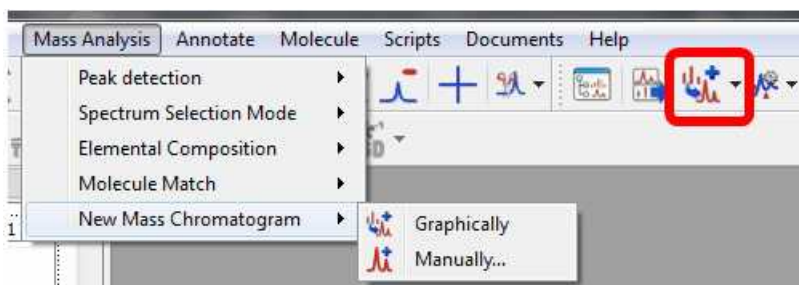 Mass Analysis Annotate Molecule Scripts Documents Help
Peak detection
Spectrum Selection Mode
Elemental Composition
Molecule Match
New Mass Chromatogram
Graphically
Manually...